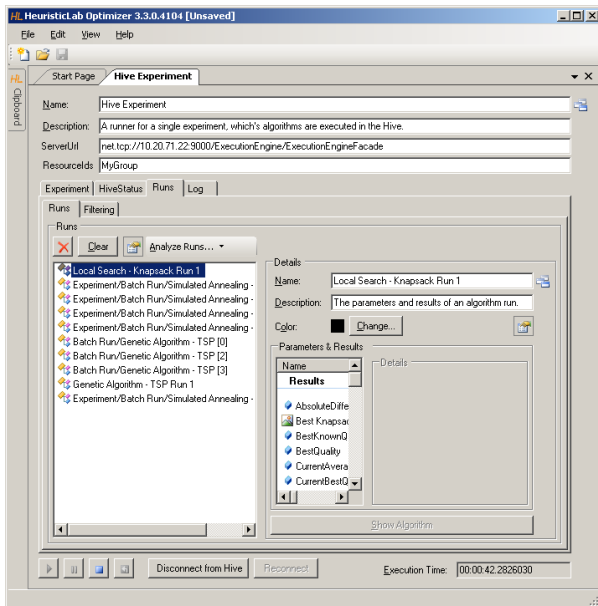 HL HeuristicLab Optimizer 3.3.0.4104 [Unsaved]
File Edit View Help
HL Clipboard
Start Page Hive Experiment
Name: Hive Experiment
Description: A runner for a single experiment, which's algorithms are executed in the Hive.
ServerUrl net.tcp://10.20.71.22:9000/ExecutionEngine/ExecutionEngineFacade
ResourceIds MyGroup
Experiment HiveStatus Runs Log
Runs Filtering
Runs
Clear Analyze Runs...
Local Search - Knapsack Run 1
Experiment/Batch Run/Simulated Annealing -
Experiment/Batch Run/Simulated Annealing -
Experiment/Batch Run/Simulated Annealing -
Experiment/Batch Run/Simulated Annealing -
Batch Run/Genetic Algorithm - TSP [0]
Batch Run/Genetic Algorithm - TSP [2]
Batch Run/Genetic Algorithm - TSP [3]
Genetic Algorithm - TSP Run 1
Experiment/Batch Run/Simulated Annealing -
Details
Name: Local Search - Knapsack Run 1
Description: The parameters and results of an algorithm run.
Color: Change...
Parameters & Results
Name
Results
AbsoluteDiffe
Best Knapsac
BestKnownQ
BestQuality
CurrentAvera
CurrentBestQ
Details
Show Algorithm
Disconnect from Hive Reconnect Execution Time: 00:00:42.2826030